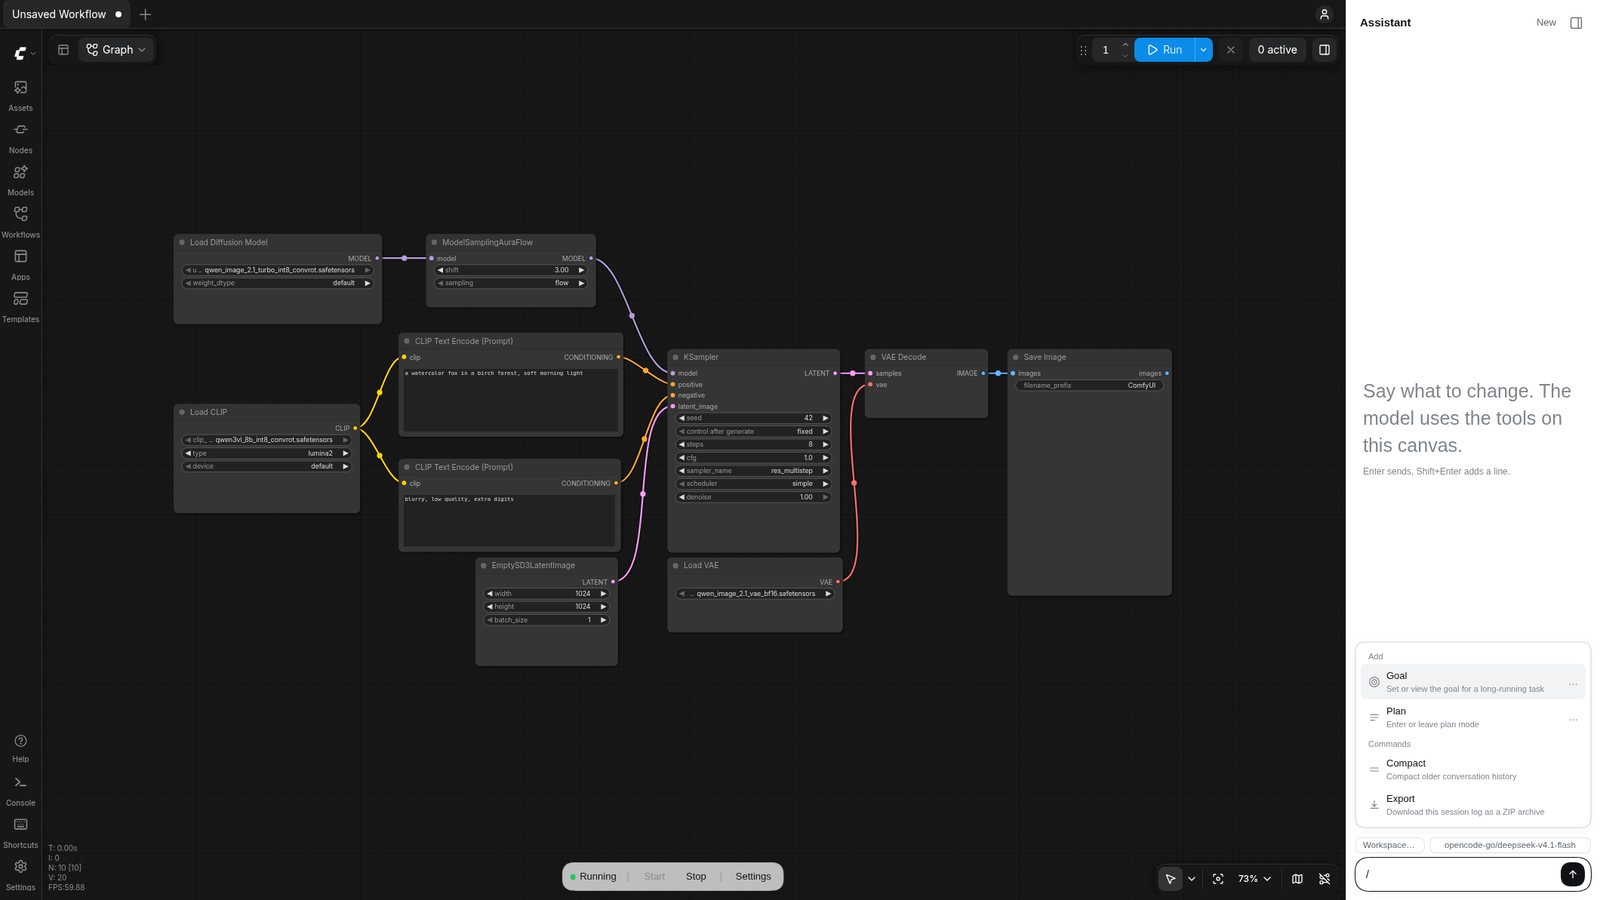 Unsaved Workflow
Graph
1
Run
0 active
Assets
Nodes
Models
Workflows
Apps
Templates
Help
Console
Shortcuts
Settings
Load Diffusion Model
MODEL
u... qwen_image_2.1_turbo_int8_convrot.safetensors
weight_dtype default
ModelSamplingAuraFlow
model MODEL
shift 3.00
sampling flow
CLIP Text Encode (Prompt)
clip CONDITIONING
a watercolor fox in a birch forest, soft morning light
Load CLIP
CLIP
clip_... qwen3vl_8b_int8_convrot.safetensors
type lumina2
device default
CLIP Text Encode (Prompt)
clip CONDITIONING
blurry, low quality, extra digits
EmptySD3LatentImage
LATENT
width 1024
height 1024
batch_size 1
KSampler
model LATENT
positive
negative
latent_image
seed 42
control after generate fixed
steps 8
cfg 1.0
sampler_name res_multistep
scheduler simple
denoise 1.00
Load VAE
VAE
... qwen_image_2.1_vae_bf16.safetensors
VAE Decode
samples IMAGE
vae
Save Image
images images
filename_prefix ComfyUI
T: 0.00s
I: 0
N: 10 [10]
V: 20
FPS:59.88
Running Start Stop Settings
73%
Assistant New
Say what to change. The
model uses the tools on
this canvas.
Enter sends, Shift+Enter adds a line.
Add
Goal
Set or view the goal for a long-running task
...
Plan
Enter or leave plan mode
...
Commands
Compact
Compact older conversation history
Export
Download this session log as a ZIP archive
Workspace... opencode-go/deepseek-v4.1-flash
/